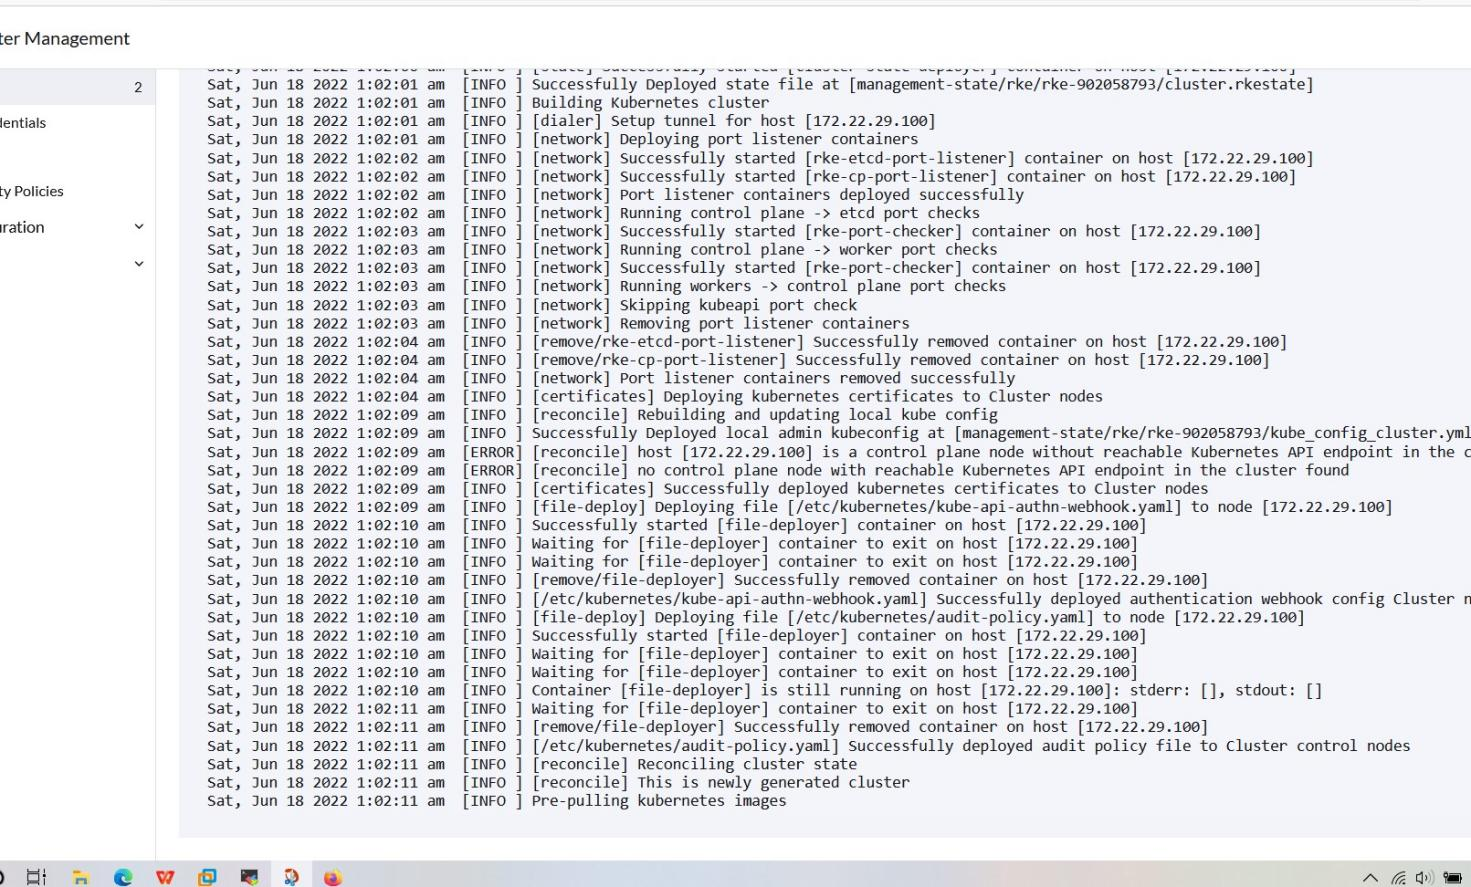 ter Management
2
dentials
ty Policies
uration
Sat, Jun 18 2022 1:02:01 am [INFO ] Successfully Deployed state file at [management-state/rke/rke-902058793/cluster.rkestate]
Sat, Jun 18 2022 1:02:01 am [INFO ] Building Kubernetes cluster
Sat, Jun 18 2022 1:02:01 am [INFO ] [dialer] Setup tunnel for host [172.22.29.100]
Sat, Jun 18 2022 1:02:01 am [INFO ] [network] Deploying port listener containers
Sat, Jun 18 2022 1:02:02 am [INFO ] [network] Successfully started [rke-etcd-port-listener] container on host [172.22.29.100]
Sat, Jun 18 2022 1:02:02 am [INFO ] [network] Successfully started [rke-cp-port-listener] container on host [172.22.29.100]
Sat, Jun 18 2022 1:02:02 am [INFO ] [network] Port listener containers deployed successfully
Sat, Jun 18 2022 1:02:02 am [INFO ] [network] Running control plane -> etcd port checks
Sat, Jun 18 2022 1:02:03 am [INFO ] [network] Successfully started [rke-port-checker] container on host [172.22.29.100]
Sat, Jun 18 2022 1:02:03 am [INFO ] [network] Running control plane -> worker port checks
Sat, Jun 18 2022 1:02:03 am [INFO ] [network] Successfully started [rke-port-checker] container on host [172.22.29.100]
Sat, Jun 18 2022 1:02:03 am [INFO ] [network] Running workers -> control plane port checks
Sat, Jun 18 2022 1:02:03 am [INFO ] [network] Skipping kubeapi port check
Sat, Jun 18 2022 1:02:03 am [INFO ] [network] Removing port listener containers
Sat, Jun 18 2022 1:02:04 am [INFO ] [remove/rke-etcd-port-listener] Successfully removed container on host [172.22.29.100]
Sat, Jun 18 2022 1:02:04 am [INFO ] [remove/rke-cp-port-listener] Successfully removed container on host [172.22.29.100]
Sat, Jun 18 2022 1:02:04 am [INFO ] [network] Port listener containers removed successfully
Sat, Jun 18 2022 1:02:04 am [INFO ] [certificates] Deploying kubernetes certificates to Cluster nodes
Sat, Jun 18 2022 1:02:09 am [INFO ] [reconcile] Rebuilding and updating local kube config
Sat, Jun 18 2022 1:02:09 am [INFO ] Successfully Deployed local admin kubeconfig at [management-state/rke/rke-902058793/kube_config_cluster.yml
Sat, Jun 18 2022 1:02:09 am [ERROR] [reconcile] host [172.22.29.100] is a control plane node without reachable Kubernetes API endpoint in the c
Sat, Jun 18 2022 1:02:09 am [ERROR] [reconcile] no control plane node with reachable Kubernetes API endpoint in the cluster found
Sat, Jun 18 2022 1:02:09 am [INFO ] [certificates] Successfully deployed kubernetes certificates to Cluster nodes
Sat, Jun 18 2022 1:02:09 am [INFO ] [file-deploy] Deploying file [/etc/kubernetes/kube-api-authn-webhook.yaml] to node [172.22.29.100]
Sat, Jun 18 2022 1:02:10 am [INFO ] Successfully started [file-deployer] container on host [172.22.29.100]
Sat, Jun 18 2022 1:02:10 am [INFO ] Waiting for [file-deployer] container to exit on host [172.22.29.100]
Sat, Jun 18 2022 1:02:10 am [INFO ] Waiting for [file-deployer] container to exit on host [172.22.29.100]
Sat, Jun 18 2022 1:02:10 am [INFO ] [remove/file-deployer] Successfully removed container on host [172.22.29.100]
Sat, Jun 18 2022 1:02:10 am [INFO ] [/etc/kubernetes/kube-api-authn-webhook.yaml] Successfully deployed authentication webhook config Cluster n
Sat, Jun 18 2022 1:02:10 am [INFO ] [file-deploy] Deploying file [/etc/kubernetes/audit-policy.yaml] to node [172.22.29.100]
Sat, Jun 18 2022 1:02:10 am [INFO ] Successfully started [file-deployer] container on host [172.22.29.100]
Sat, Jun 18 2022 1:02:10 am [INFO ] Waiting for [file-deployer] container to exit on host [172.22.29.100]
Sat, Jun 18 2022 1:02:10 am [INFO ] Waiting for [file-deployer] container to exit on host [172.22.29.100]
Sat, Jun 18 2022 1:02:10 am [INFO ] Container [file-deployer] is still running on host [172.22.29.100]: stderr: [], stdout: []
Sat, Jun 18 2022 1:02:11 am [INFO ] Waiting for [file-deployer] container to exit on host [172.22.29.100]
Sat, Jun 18 2022 1:02:11 am [INFO ] [remove/file-deployer] Successfully removed container on host [172.22.29.100]
Sat, Jun 18 2022 1:02:11 am [INFO ] [/etc/kubernetes/audit-policy.yaml] Successfully deployed audit policy file to Cluster control nodes
Sat, Jun 18 2022 1:02:11 am [INFO ] [reconcile] Reconciling cluster state
Sat, Jun 18 2022 1:02:11 am [INFO ] [reconcile] This is newly generated cluster
Sat, Jun 18 2022 1:02:11 am [INFO ] Pre-pulling kubernetes images